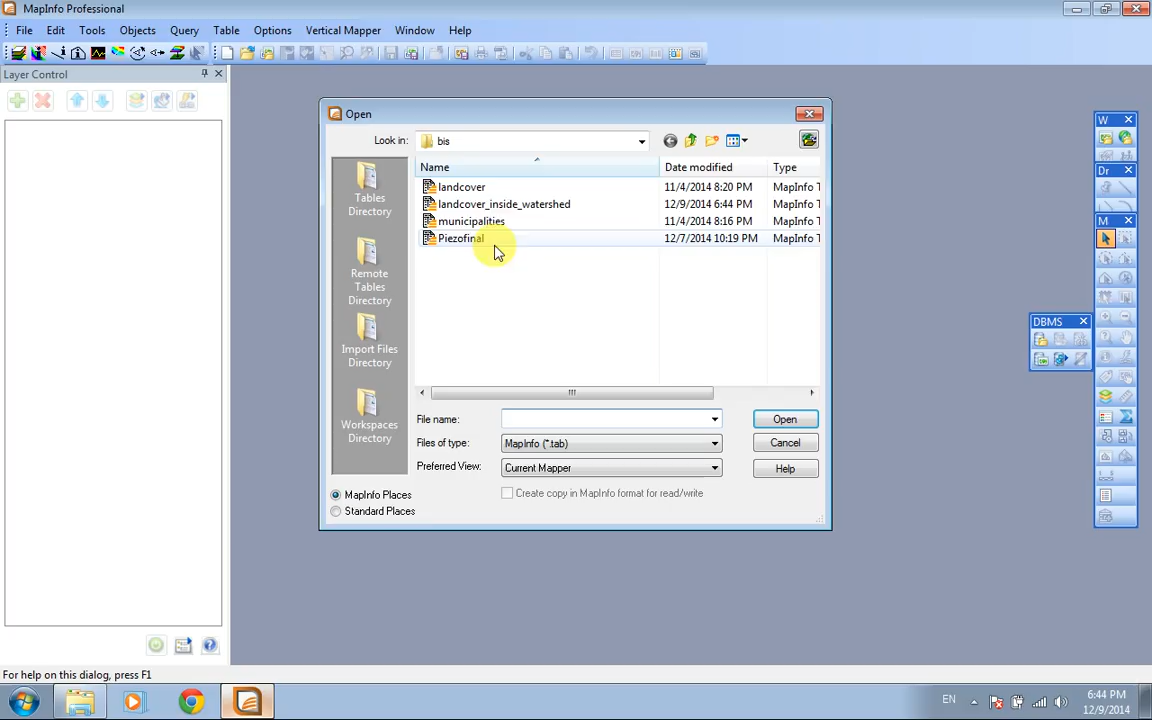 MapInfo Professional
File Edit Tools Objects Query Table Options Vertical Mapper Window Help
Layer Control
Open
Look in: bis
Name Date modified Type
landcover 11/4/2014 8:20 PM MapInfo T
landcover_inside_watershed 12/9/2014 6:44 PM MapInfo T
municipalities 11/4/2014 8:16 PM MapInfo T
Piezofinal 12/7/2014 10:19 PM MapInfo T
Tables
Directory
Remote
Tables
Directory
Import Files
Directory
Workspaces
Directory
File name: Open
Files of type: MapInfo (*.tab) Cancel
Preferred View: Current Mapper Help
MapInfo Places Create copy in MapInfo format for read/write
Standard Places
W
Dr
M
DBMS
For help on this dialog, press F1
EN 6:44 PM
12/9/2014